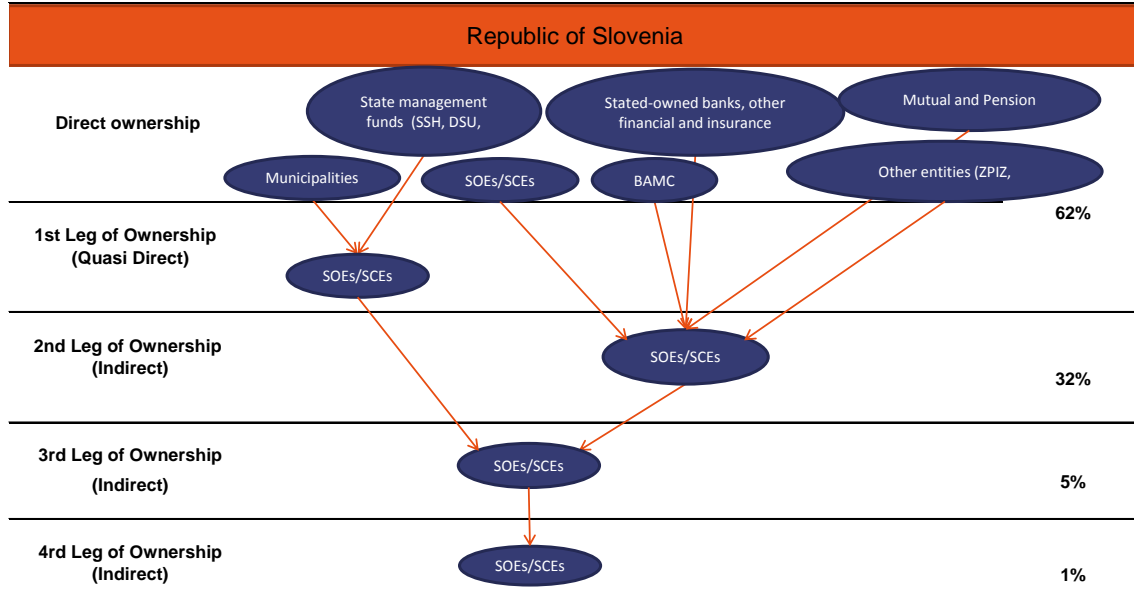 Republic of Slovenia
Direct ownership
State management
funds (SSH, DSU,
Stated-owned banks, other
financial and insurance
Mutual and Pension
Municipalities
SOEs/SCEs
BAMC
Other entities (ZPIZ,
62%
1st Leg of Ownership
(Quasi Direct)
SOEs/SCEs
2nd Leg of Ownership
(Indirect)
SOEs/SCEs
32%
3rd Leg of Ownership
(Indirect)
SOEs/SCEs
5%
4rd Leg of Ownership
(Indirect)
SOEs/SCEs
1%